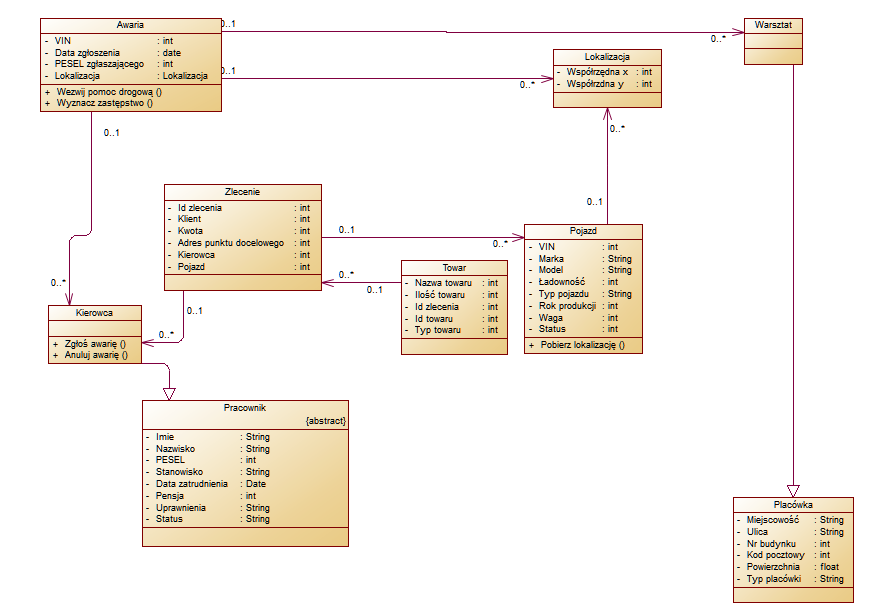 Awaria
- VIN : int
- Data zgłoszenia : date
- PESEL zgłaszającego : int
- Lokalizacja : Lokalizacja
+ Wezwij pomoc drogową ()
+ Wyznacz zastępstwo ()
0..1
0..*
Warsztat
0..1
0..*
Lokalizacja
- Współrzędna x : int
- Współrzdna y : int
0..*
0..1
0..1
0..*
Zlecenie
- Id zlecenia : int
- Klient : int
- Kwota : int
- Adres punktu docelowego : int
- Kierowca : int
- Pojazd : int
0..1
0..*
Pojazd
- VIN : int
- Marka : String
- Model : String
- Ładowność : int
- Typ pojazdu : String
- Rok produkcji : int
- Waga : int
- Status : int
+ Pobierz lokalizację ()
0..*
0..1
Towar
- Nazwa towaru : int
- Ilość towaru : int
- Id zlecenia : int
- Id towaru : int
- Typ towaru : int
0..1
0..*
Kierowca
+ Zgłoś awarię ()
+ Anuluj awarię ()
Pracownik
{abstract}
- Imie : String
- Nazwisko : String
- PESEL : int
- Stanowisko : String
- Data zatrudnienia : Date
- Pensja : int
- Uprawnienia : String
- Status : String
Placówka
- Miejscowość : String
- Ulica : String
- Nr budynku : int
- Kod pocztowy : int
- Powierzchnia : float
- Typ placówki : String